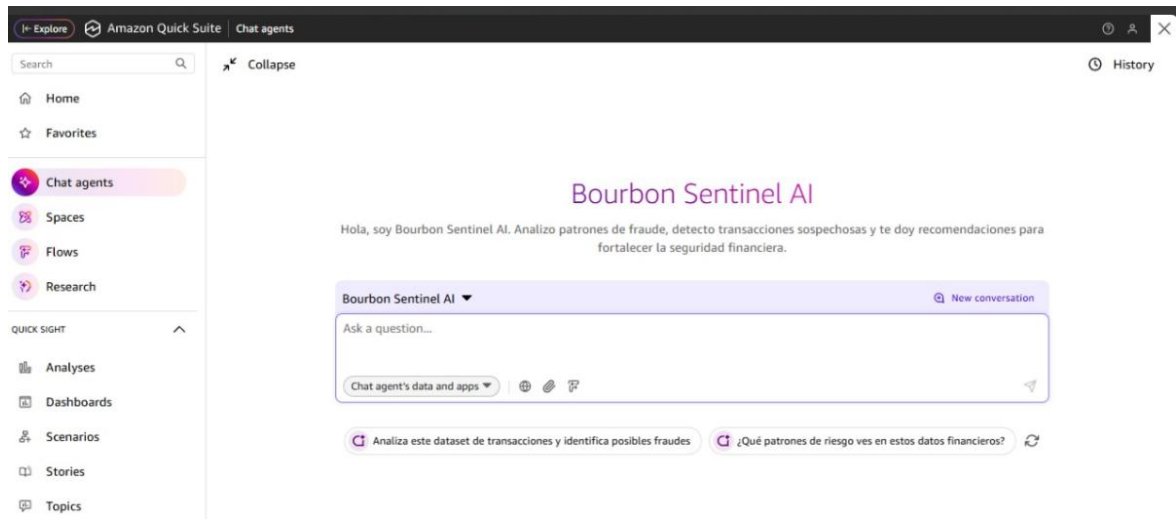 Explore
Amazon Quick Suite
Chat agents
Search
Collapse
History
Home
Favorites
Chat agents
Spaces
Flows
Research
QUICK SIGHT
Analyses
Dashboards
Scenarios
Stories
Topics
Bourbon Sentinel AI
Hola, soy Bourbon Sentinel AI. Analizo patrones de fraude, detecto transacciones sospechosas y te doy recomendaciones para
fortalecer la seguridad financiera.
Bourbon Sentinel AI
New conversation
Ask a question...
Chat agent's data and apps
Analiza este dataset de transacciones y identifica posibles fraudes
¿Qué patrones de riesgo ves en estos datos financieros?